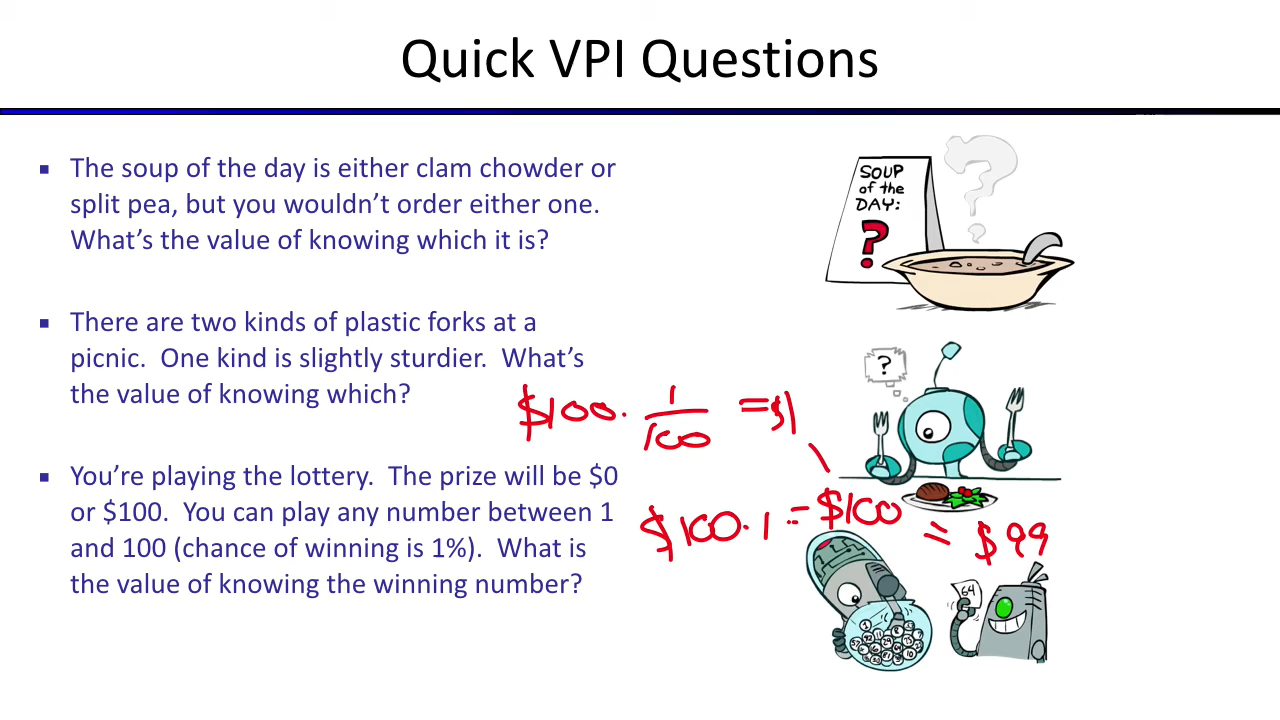 Quick VPI Questions
The soup of the day is either clam chowder or
split pea, but you wouldn’t order either one.
What’s the value of knowing which it is?
SOUP
of the
DAY:
?
There are two kinds of plastic forks at a
picnic. One kind is slightly sturdier. What’s
the value of knowing which?
?
$100 · 1/100 = $1
You’re playing the lottery. The prize will be $0
or $100. You can play any number between 1
and 100 (chance of winning is 1%). What is
the value of knowing the winning number?
$100 · 1 = $100 = $99
64